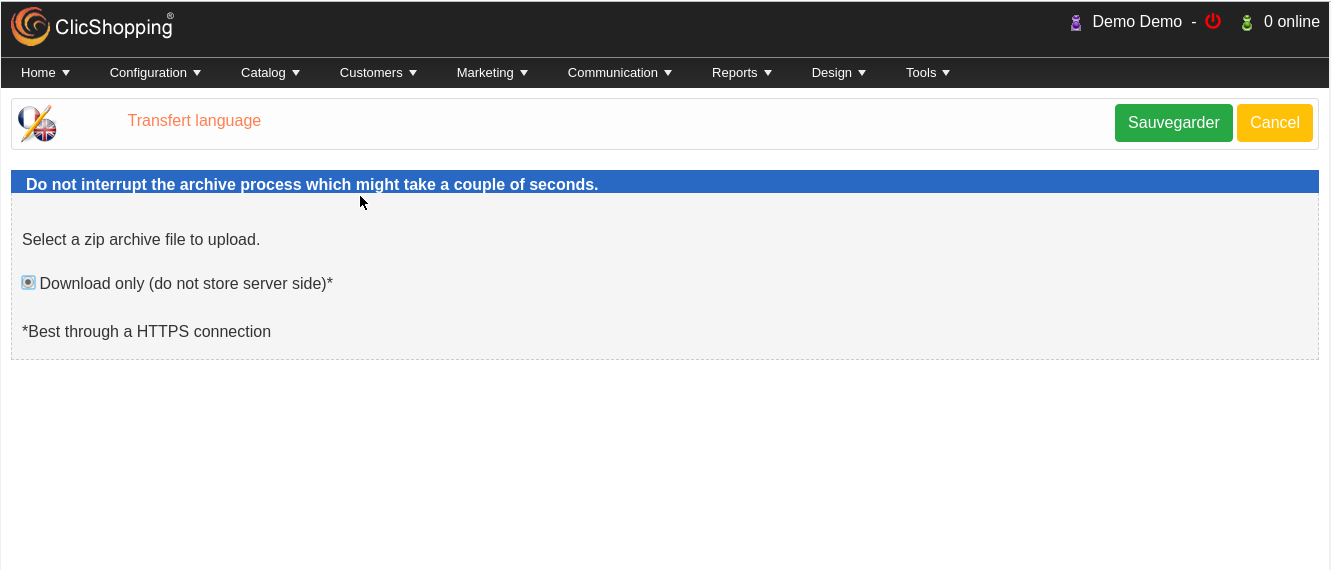 ClicShopping®
Demo Demo - 0 online
Home Configuration Catalog Customers Marketing Communication Reports Design Tools
Transfert language Sauvegarder Cancel
Do not interrupt the archive process which might take a couple of seconds.
Select a zip archive file to upload.
Download only (do not store server side)*
*Best through a HTTPS connection